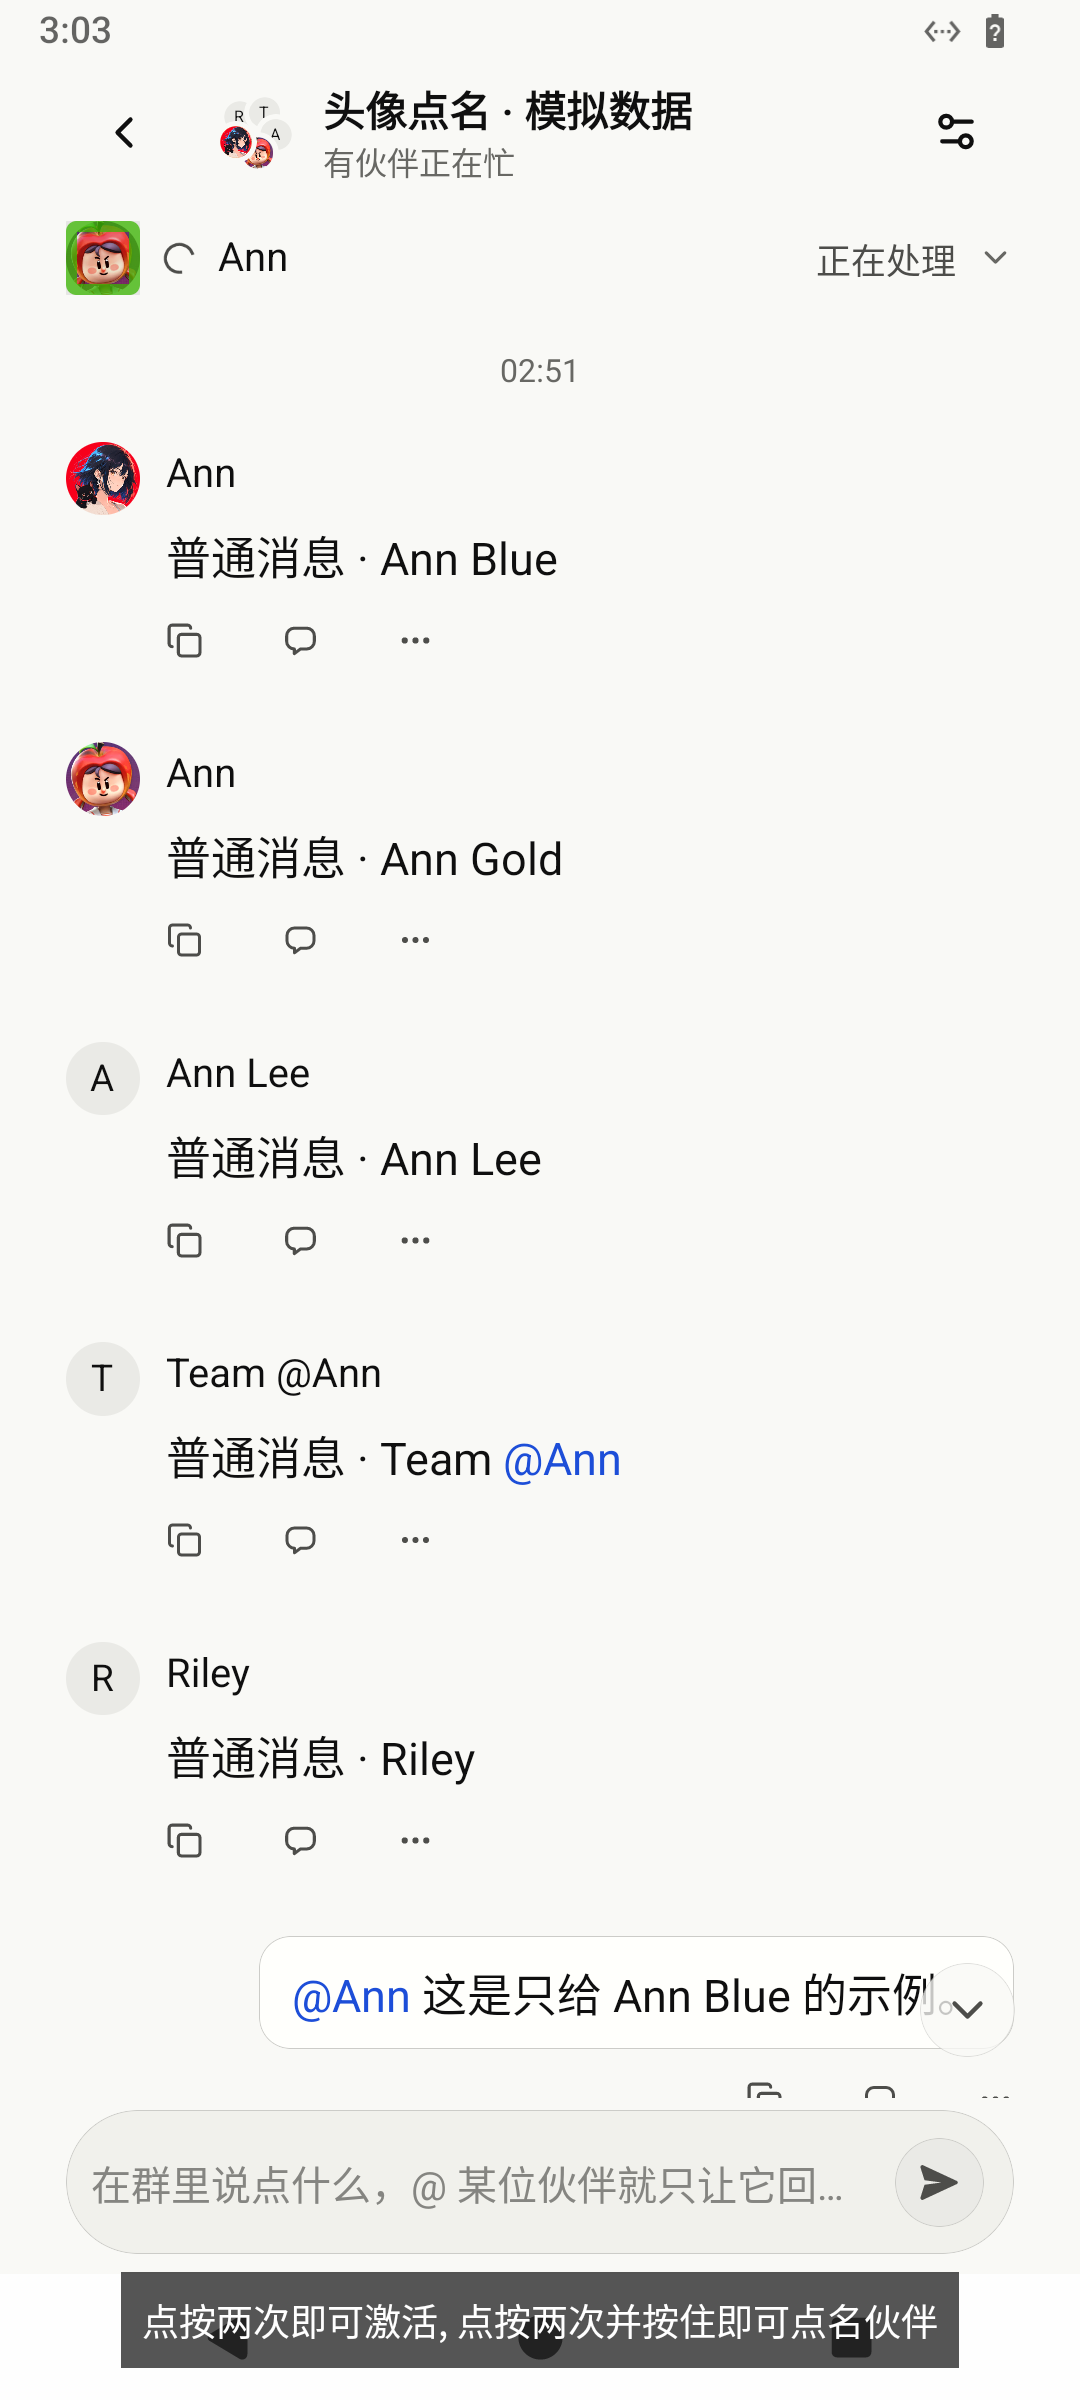 3:03
R T A
头像点名 · 模拟数据
有伙伴正在忙
Ann 正在处理
02:51
Ann
普通消息 · Ann Blue
Ann
普通消息 · Ann Gold
A Ann Lee
普通消息 · Ann Lee
T Team @Ann
普通消息 · Team @Ann
R Riley
普通消息 · Riley
@Ann 这是只给 Ann Blue 的示例。
在群里说点什么，@ 某位伙伴就只让它回...
点按两次即可激活, 点按两次并按住即可点名伙伴